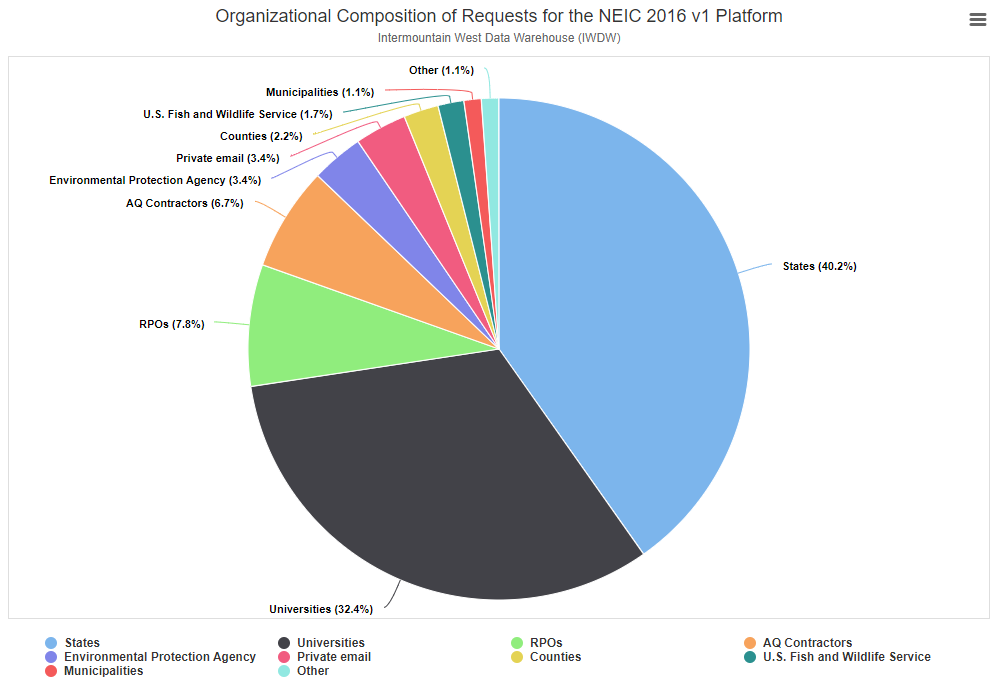 Organizational Composition of Requests for the NEIC 2016 v1 Platform
Intermountain West Data Warehouse (IWDW)
Other (1.1%)
Municipalities (1.1%)
U.S. Fish and Wildlife Service (1.7%)
Counties (2.2%)
Private email (3.4%)
Environmental Protection Agency (3.4%)
AQ Contractors (6.7%)
States (40.2%)
RPOs (7.8%)
Universities (32.4%)
States Universities RPOs AQ Contractors
Environmental Protection Agency Private email Counties U.S. Fish and Wildlife Service
Municipalities Other